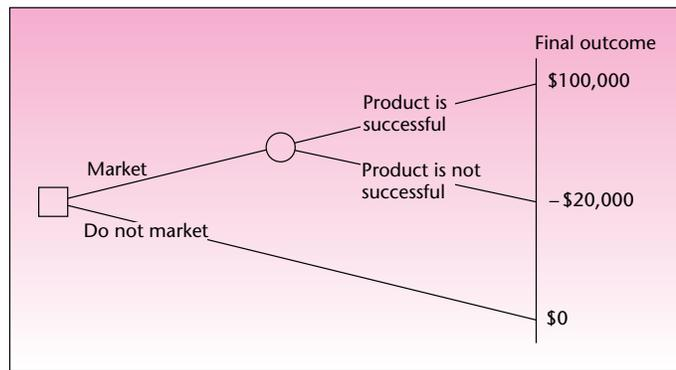 Final outcome
$100,000
Product is
successful
Market
Product is not
successful
–$20,000
Do not market
$0